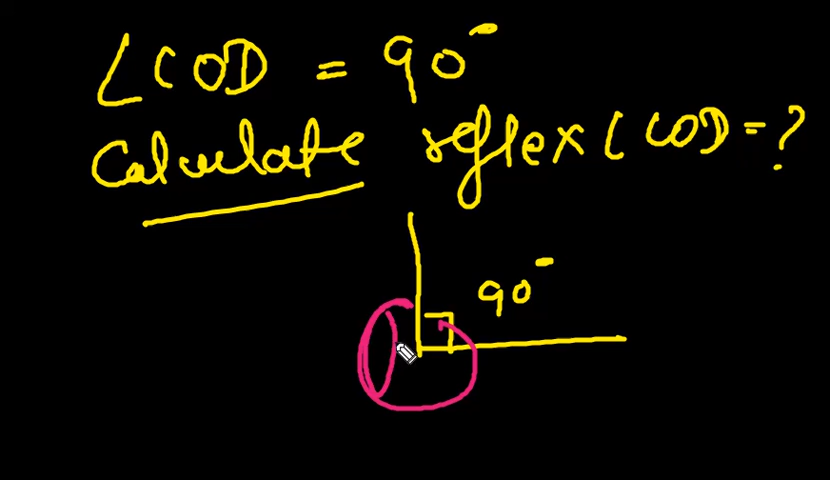 ∠COD = 90°
Calculate reflex ∠COD = ?
90°